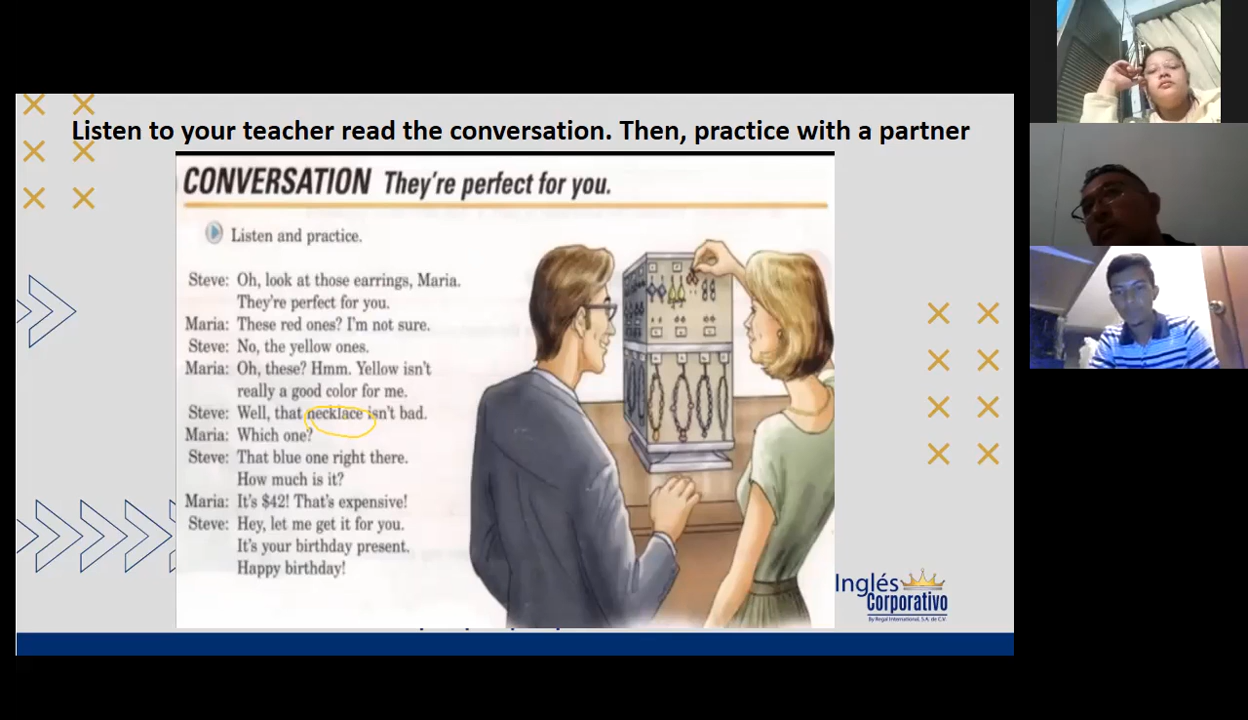 Listen to your teacher read the conversation. Then, practice with a partner
CONVERSATION They're perfect for you.
Listen and practice.
Steve: Oh, look at those earrings, Maria.
They're perfect for you.
Maria: These red ones? I'm not sure.
Steve: No, the yellow ones.
Maria: Oh, these? Hmm. Yellow isn't
really a good color for me.
Steve: Well, that necklace isn't bad.
Maria: Which one?
Steve: That blue one right there.
How much is it?
Maria: It's $42! That's expensive!
Steve: Hey, let me get it for you.
It's your birthday present.
Happy birthday!
Inglés
Corporativo
By Regal International, S.A. de C.V.